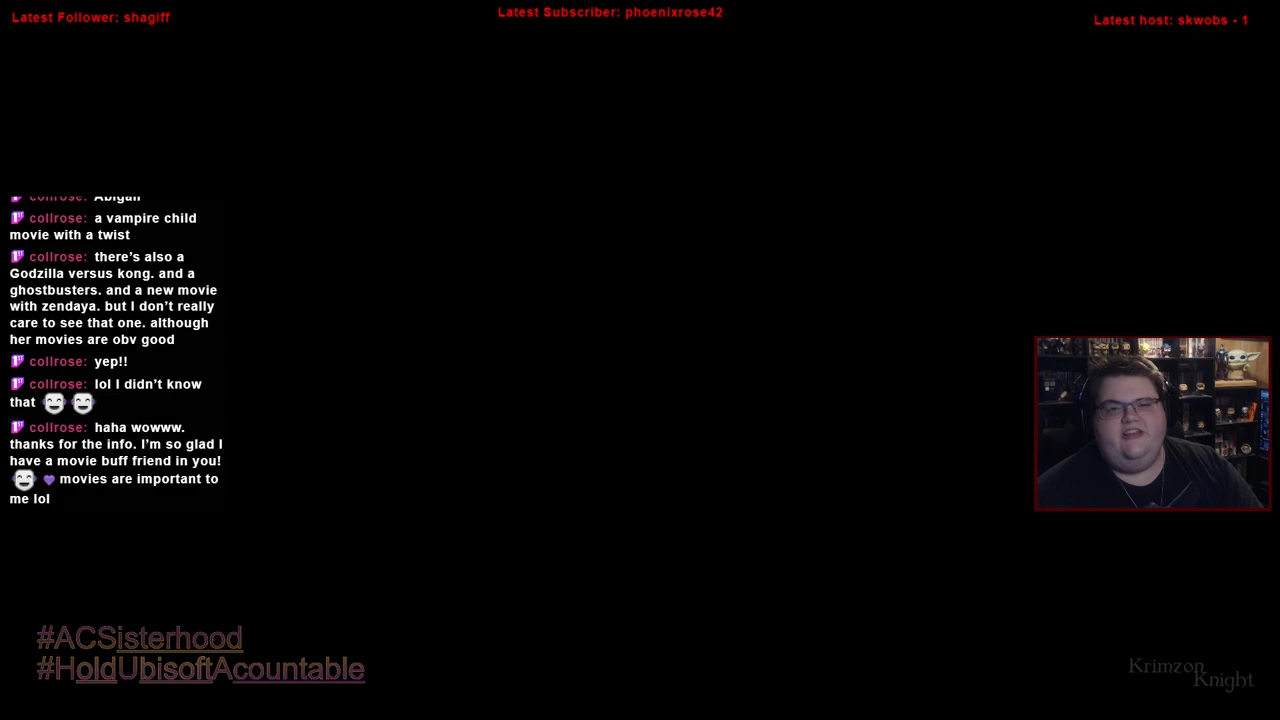 Latest Follower: shagiff
Latest Subscriber: phoenixrose42
Latest host: skwobs - 1
collrose: Abigail
collrose: a vampire child
movie with a twist
collrose: there's also a
Godzilla versus kong. and a
ghostbusters. and a new movie
with zendaya. but I don't really
care to see that one. although
her movies are obv good
collrose: yep!!
collrose: lol I didn't know
that
collrose: haha wowww.
thanks for the info. I'm so glad I
have a movie buff friend in you!
movies are important to
me lol
#ACSisterhood
#HoldUbisoftAcountable
Krimzon
Knight